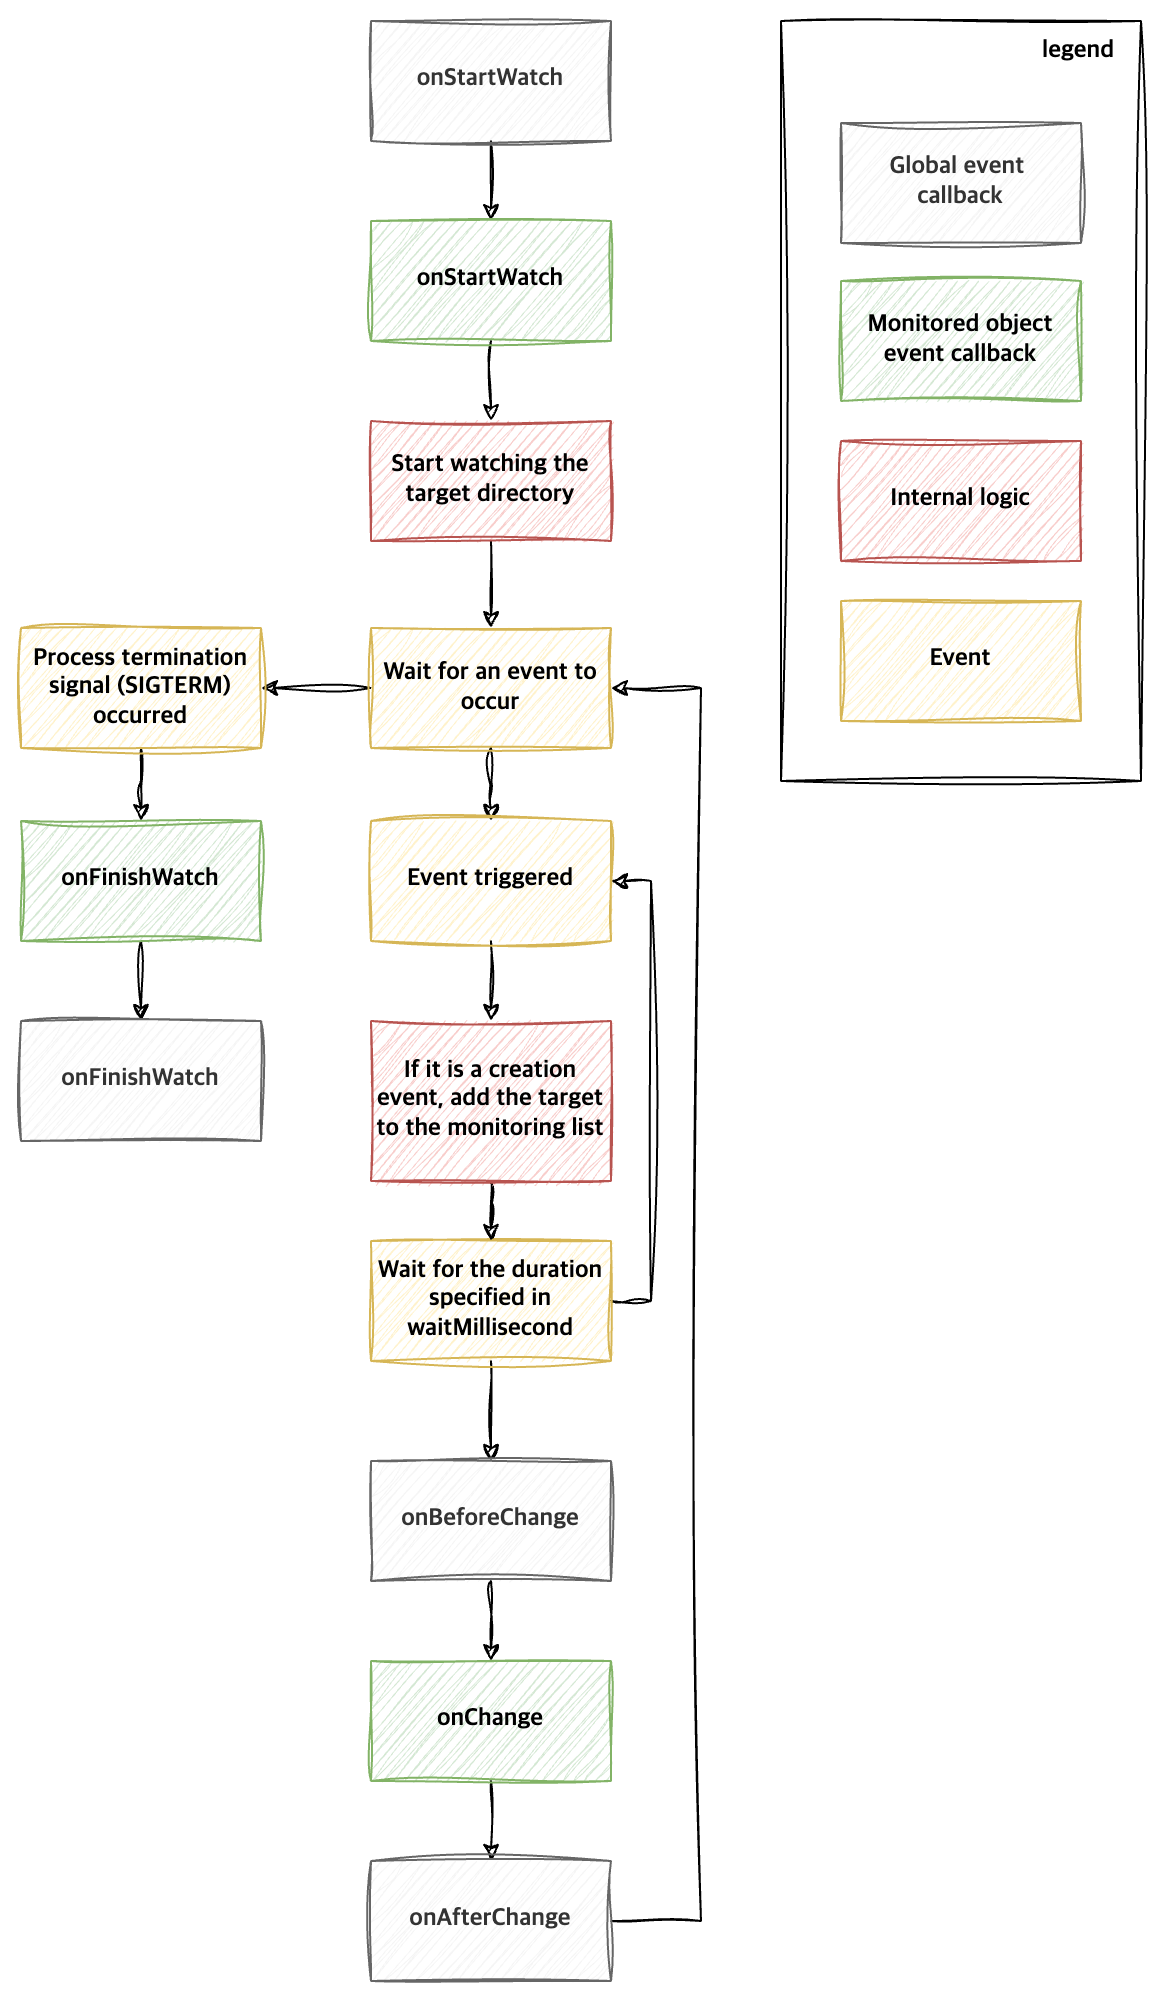 onStartWatch
onStartWatch
Start watching the
target directory
Wait for an event to
occur
Process termination
signal (SIGTERM)
occurred
onFinishWatch
onFinishWatch
Event triggered
If it is a creation
event, add the target
to the monitoring list
Wait for the duration
specified in
waitMillisecond
onBeforeChange
onChange
onAfterChange
legend
Global event
callback
Monitored object
event callback
Internal logic
Event